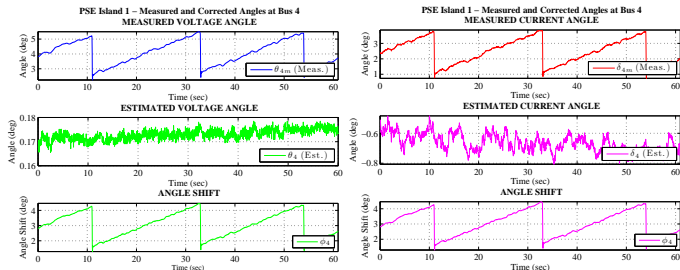 PSE Island 1 – Measured and Corrected Angles at Bus 4
MEASURED VOLTAGE ANGLE
Angle (deg)
5
4
3
θ4m (Meas.)
0 10 20 30 40 50 60
Time (sec)
ESTIMATED VOLTAGE ANGLE
Angle (deg)
0.18
0.17
0.16
θ4 (Est.)
0 10 20 30 40 50 60
Time (sec)
ANGLE SHIFT
Angle Shift (deg)
4
3
2
ϕ4
0 10 20 30 40 50 60
Time (sec)
PSE Island 1 – Measured and Corrected Angles at Bus 4
MEASURED CURRENT ANGLE
Angle (deg)
3
2
1
δ4m (Meas.)
0 10 20 30 40 50 60
Time (sec)
ESTIMATED CURRENT ANGLE
Angle (deg)
-0.6
-0.8
δ4 (Est.)
0 10 20 30 40 50 60
Time (sec)
ANGLE SHIFT
Angle Shift (deg)
4
3
2
ϕ4
0 10 20 30 40 50 60
Time (sec)